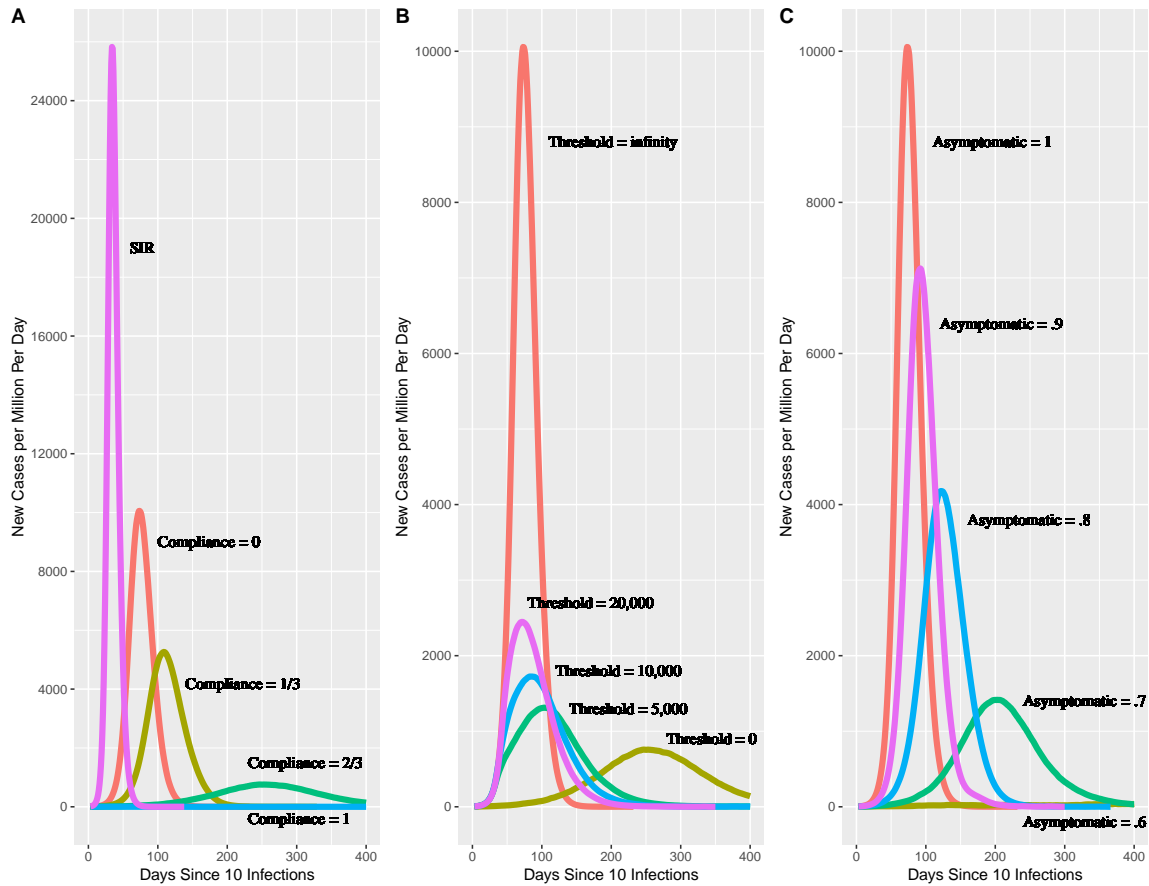 A
New Cases per Million Per Day
24000
20000
16000
12000
8000
4000
0
SIR
Compliance = 0
Compliance = 1/3
Compliance = 2/3
Compliance = 1
0
100
200
300
400
Days Since 10 Infections
B
New Cases per Million Per Day
10000
8000
6000
4000
2000
0
Threshold = infinity
Threshold = 20,000
Threshold = 10,000
Threshold = 5,000
Threshold = 0
0
100
200
300
400
Days Since 10 Infections
C
New Cases per Million Per Day
10000
8000
6000
4000
2000
0
Asymptomatic = 1
Asymptomatic = .9
Asymptomatic = .8
Asymptomatic = .7
Asymptomatic = .6
0
100
200
300
400
Days Since 10 Infections